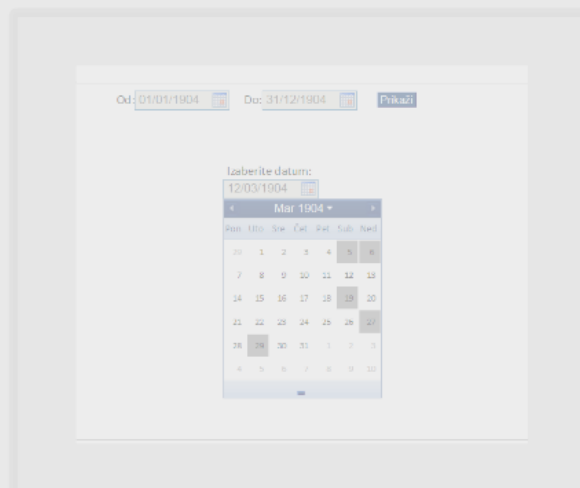 Od: 01/01/1904 Do: 31/12/1904 Prikaži
Izaberite datum:
12/03/1904
Mar 1904
Pon Uto Sre Čet Pet Sub Ned
29 1 2 3 4 5 6
7 8 9 10 11 12 13
14 15 16 17 18 19 20
21 22 23 24 25 26 27
28 29 30 31 1 2 3
4 5 6 7 8 9 10